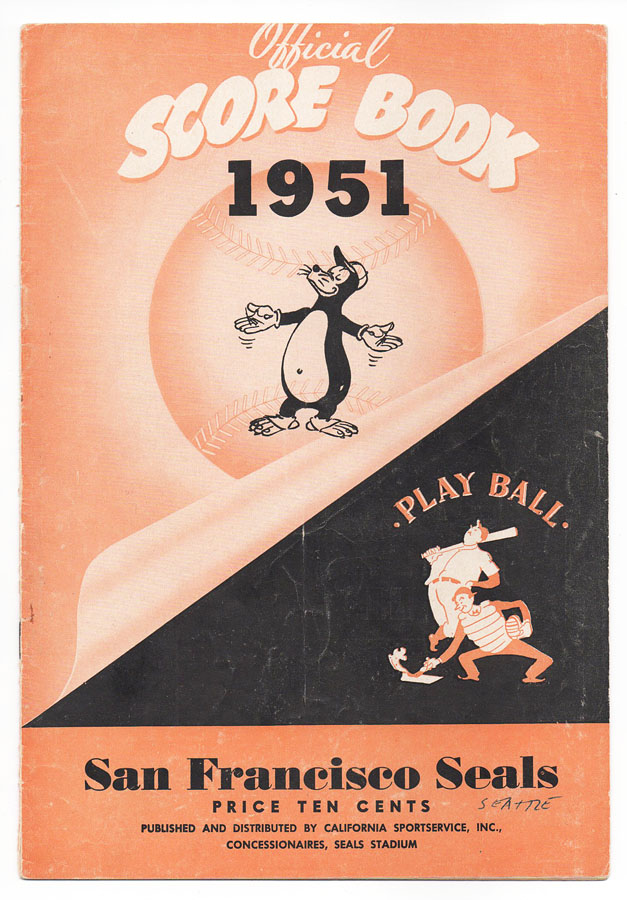 Official
SCORE BOOK
1951
·PLAY BALL·
San Francisco Seals
PRICE TEN CENTS
SEATTLE
PUBLISHED AND DISTRIBUTED BY CALIFORNIA SPORTSERVICE, INC.,
CONCESSIONAIRES, SEALS STADIUM